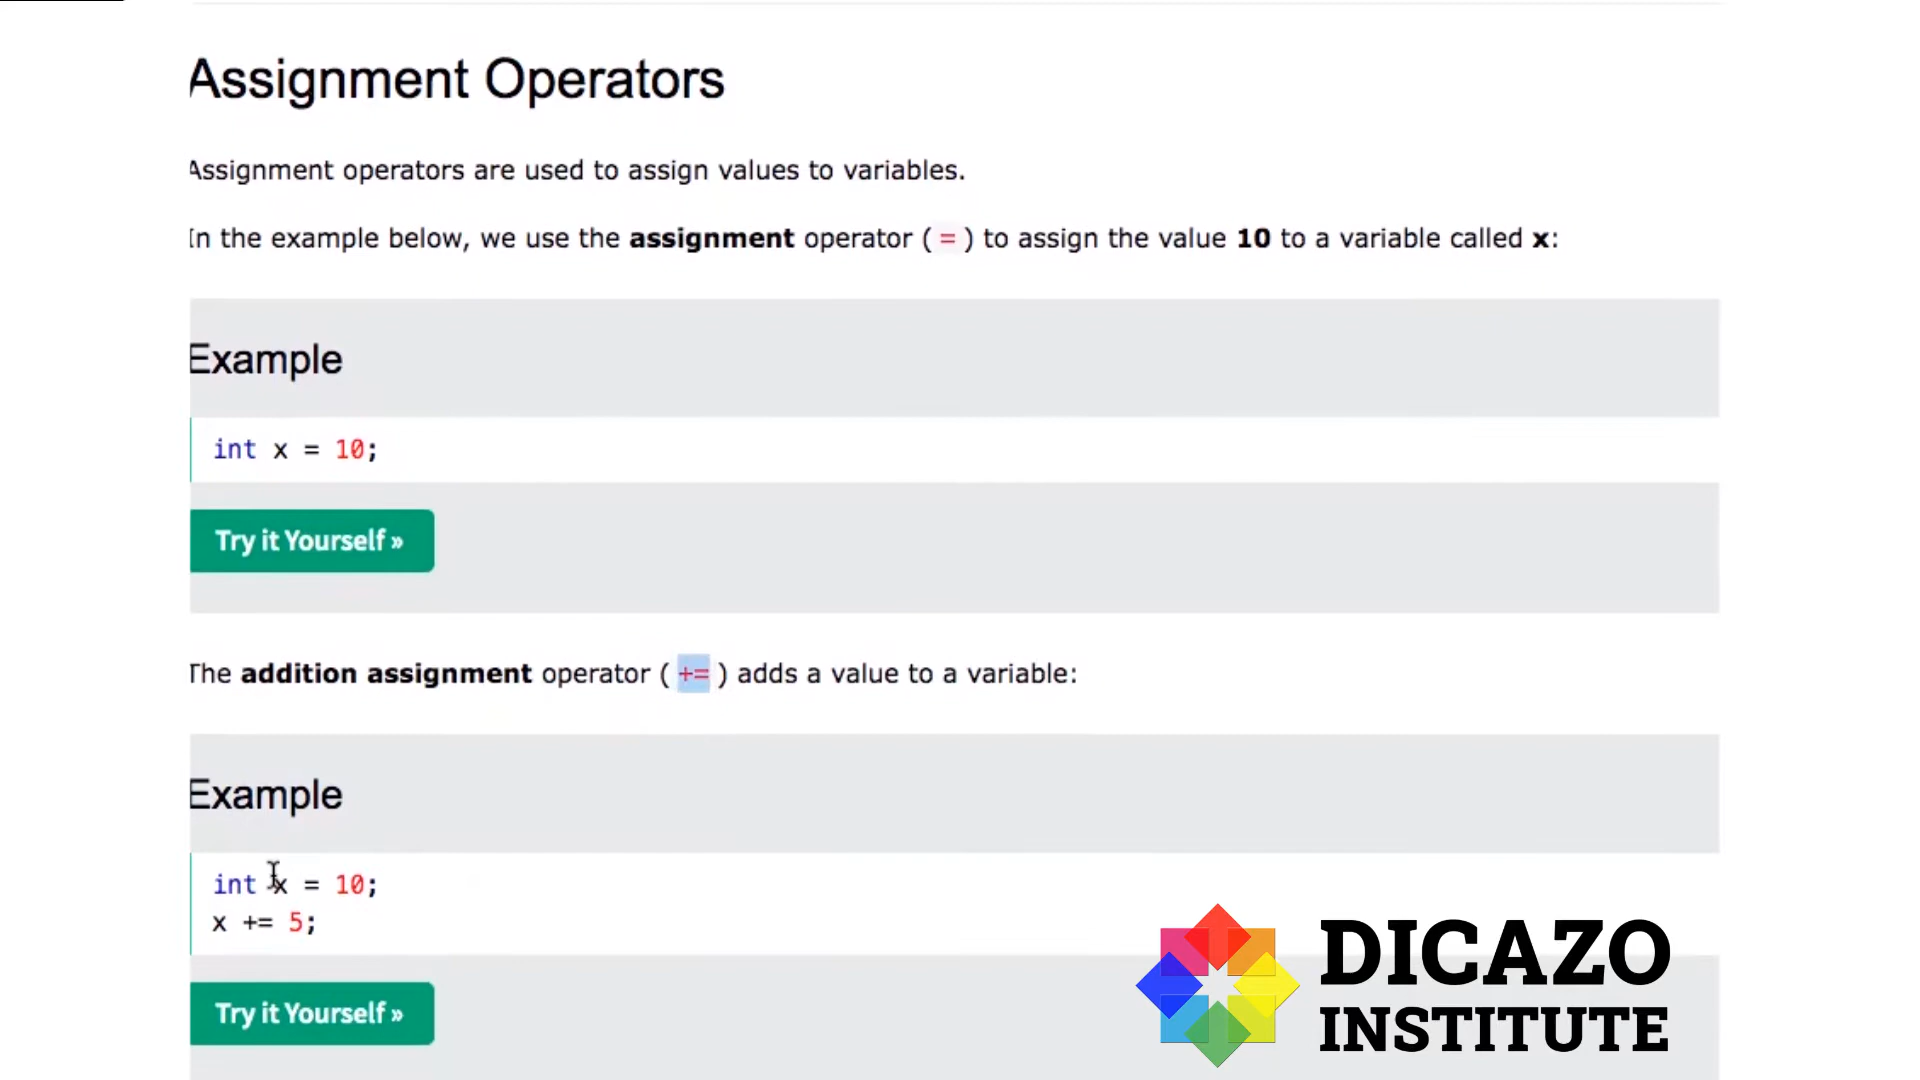 Assignment Operators
Assignment operators are used to assign values to variables.
In the example below, we use the assignment operator ( = ) to assign the value 10 to a variable called x:
Example
int x = 10;
Try it Yourself »
The addition assignment operator ( += ) adds a value to a variable:
Example
int x = 10;
x += 5;
Try it Yourself »
DICAZO
INSTITUTE